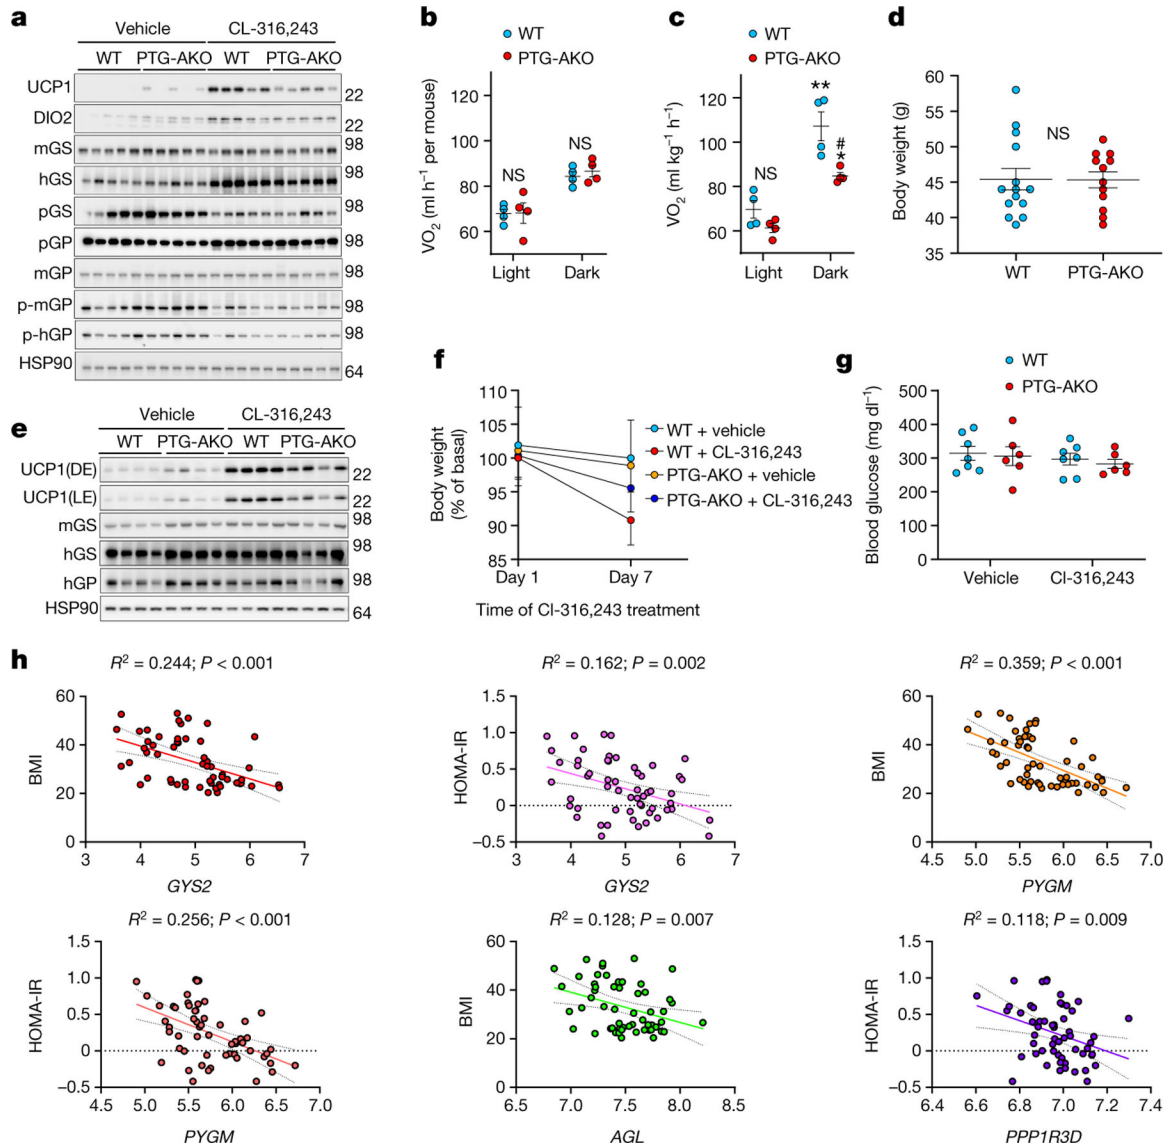 a
Vehicle CL-316,243
WT PTG-AKO WT PTG-AKO
UCP1 22
DIO2 22
mGS 98
hGS 98
pGS 98
pGP 98
mGP 98
p-mGP 98
p-hGP 98
HSP90 64
b
WT
PTG-AKO
VO2 (ml h−1 per mouse)
120
100
80
60
NS
NS
Light Dark
c
WT
PTG-AKO
VO2 (ml kg−1 h−1)
120
100
80
60
**
#
*
NS
Light Dark
d
Body weight (g)
60
55
50
45
40
35
NS
WT PTG-AKO
e
Vehicle CL-316,243
WT PTG-AKO WT PTG-AKO
UCP1(DE) 22
UCP1(LE) 22
mGS 98
hGS 98
hGP 98
HSP90 64
f
Body weight
(% of basal)
110
105
100
95
90
85
WT + vehicle
WT + CL-316,243
PTG-AKO + vehicle
PTG-AKO + CL-316,243
Day 1 Day 7
Time of Cl-316,243 treatment
g
WT
PTG-AKO
Blood glucose (mg dl−1)
500
400
300
200
100
0
Vehicle Cl-316,243
h
R2 = 0.244; P < 0.001
BMI
60
40
20
0
3 4 5 6 7
GYS2
R2 = 0.162; P = 0.002
HOMA-IR
1.5
1.0
0.5
0
−0.5
3 4 5 6 7
GYS2
R2 = 0.359; P < 0.001
BMI
60
40
20
0
4.5 5.0 5.5 6.0 6.5 7.0
PYGM
R2 = 0.256; P < 0.001
HOMA-IR
1.5
1.0
0.5
0
−0.5
4.5 5.0 5.5 6.0 6.5 7.0
PYGM
R2 = 0.128; P = 0.007
BMI
60
40
20
0
6.5 7.0 7.5 8.0 8.5
AGL
R2 = 0.118; P = 0.009
HOMA-IR
1.5
1.0
0.5
0
−0.5
6.4 6.6 6.8 7.0 7.2 7.4
PPP1R3D